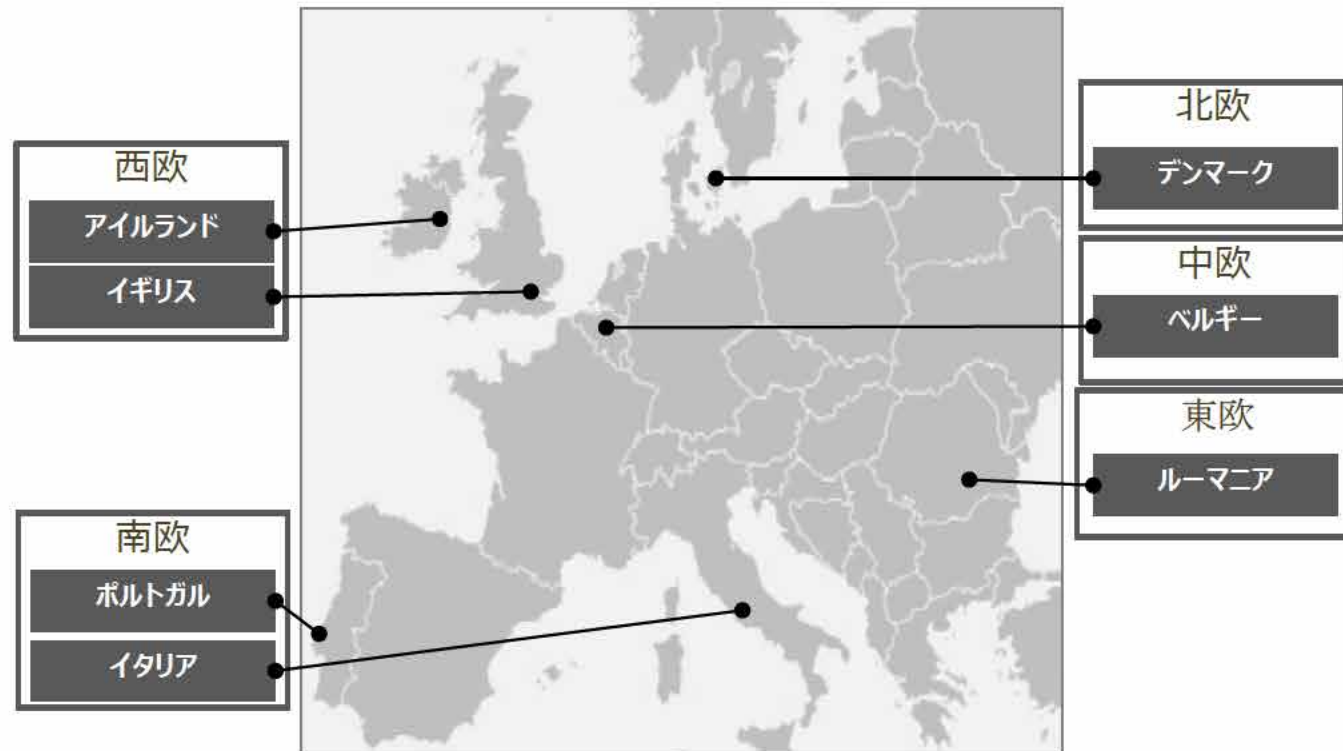 西欧
アイルランド
イギリス
南欧
ポルトガル
イタリア
北欧
デンマーク
中欧
ベルギー
東欧
ルーマニア